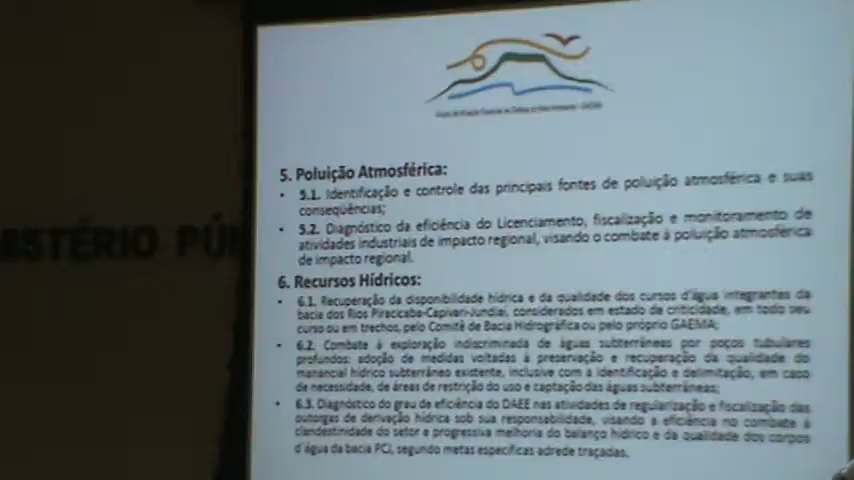 5. Poluição Atmosférica:
• 5.1. Identificação e controle das principais fontes de poluição atmosférica e suas
consequências;
• 5.2. Diagnóstico da eficiência do Licenciamento, fiscalização e monitoramento de
atividades industriais de impacto regional, visando o combate à poluição atmosférica
de impacto regional.
ISTÉRIO PÚ
6. Recursos Hídricos:
• 6.1. Recuperação da disponibilidade hídrica e da qualidade dos cursos d'água integrantes da
bacia dos Rios Piracicaba-Capivari-Jundiaí, considerados em estado de criticidade, em todo seu
curso ou em trechos, pelo Comitê de Bacia Hidrográfica ou pelo próprio GAEMA;
• 6.2. Combate à exploração indiscriminada de águas subterrâneas por poços tubulares
profundos: adoção de medidas voltadas à preservação e recuperação da qualidade do
manancial hídrico subterrâneo existente, inclusive com a identificação e delimitação, em caso
de necessidade, de áreas de restrição do uso e captação das águas subterrâneas;
• 6.3. Diagnóstico do grau de eficiência do DAEE nas atividades de regularização e fiscalização das
outorgas de derivação hídrica sob sua responsabilidade, visando a eficiência no combate à
clandestinidade do setor e progressiva melhoria do balanço hídrico e da qualidade dos corpos
d'água da bacia PCJ, segundo metas específicas adrede traçadas.